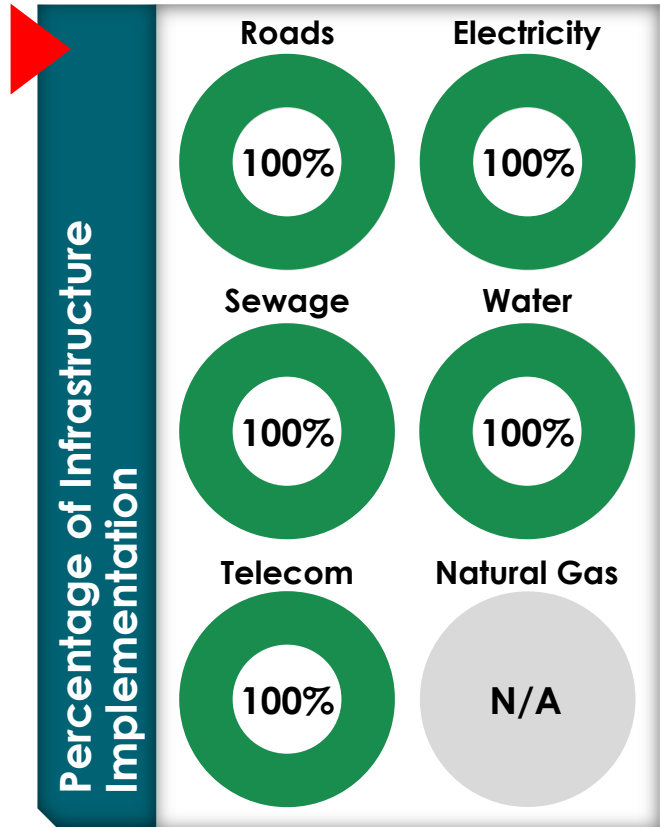 Percentage of Infrastructure
Implementation
Roads
Electricity
100%
100%
Sewage
Water
100%
100%
Telecom
Natural Gas
100%
N/A